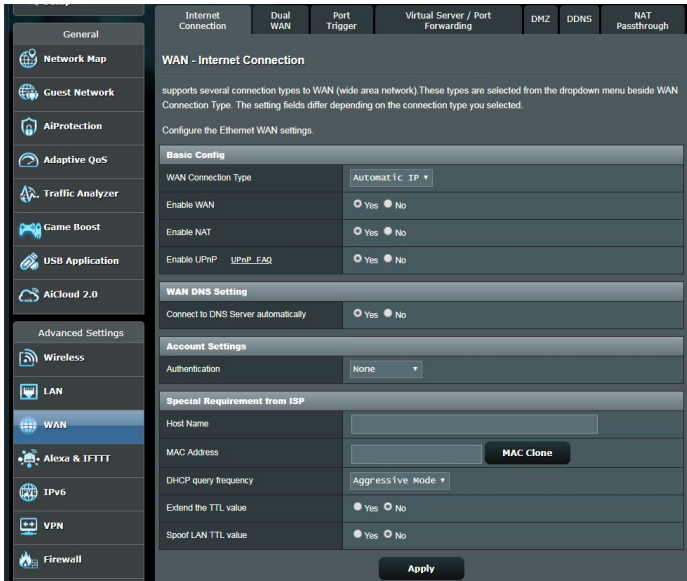 General
Network Map
Guest Network
AiProtection
Adaptive QoS
Traffic Analyzer
Game Boost
USB Application
AiCloud 2.0
Advanced Settings
Wireless
LAN
WAN
Alexa & IFTTT
IPv6
VPN
Firewall
Internet Connection
Dual WAN
Port Trigger
Virtual Server / Port Forwarding
DMZ
DDNS
NAT Passthrough
WAN - Internet Connection
supports several connection types to WAN (wide area network).These types are selected from the dropdown menu beside WAN
Connection Type. The setting fields differ depending on the connection type you selected.
Configure the Ethernet WAN settings.
Basic Config
WAN Connection Type Automatic IP
Enable WAN Yes No
Enable NAT Yes No
Enable UPnP UPnP FAQ Yes No
WAN DNS Setting
Connect to DNS Server automatically Yes No
Account Settings
Authentication None
Special Requirement from ISP
Host Name
MAC Address MAC Clone
DHCP query frequency Aggressive Mode
Extend the TTL value Yes No
Spoof LAN TTL value Yes No
Apply